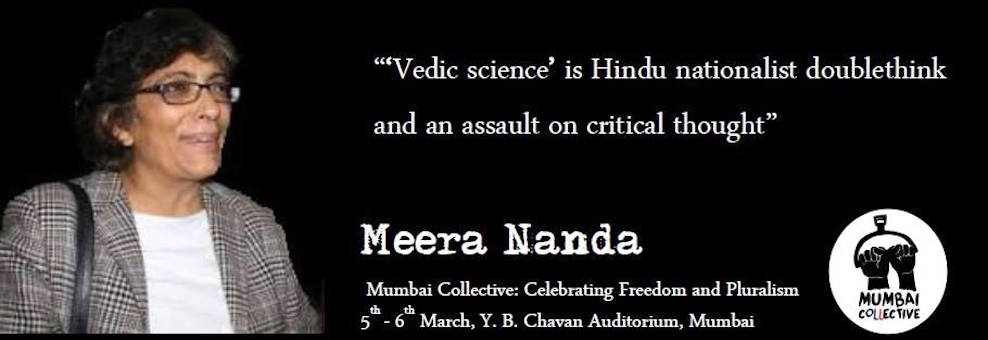 “‘Vedic science’ is Hindu nationalist doublethink
and an assault on critical thought”
Meera Nanda
Mumbai Collective: Celebrating Freedom and Pluralism
5th - 6th March, Y. B. Chavan Auditorium, Mumbai
MUMBAI
COLLECTIVE